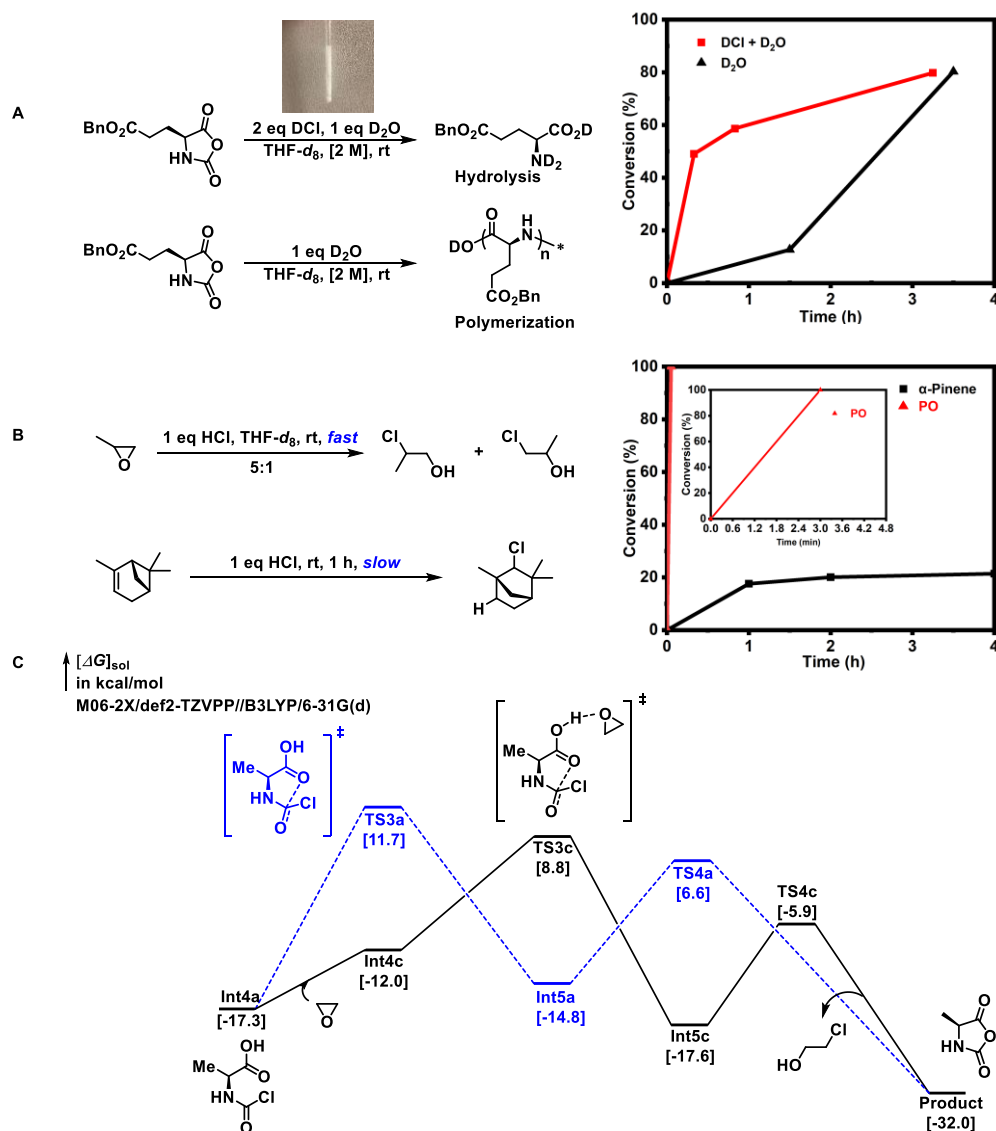 A
BnO2C
O
O
HN
O
2 eq DCl, 1 eq D2O
THF-d8, [2 M], rt
BnO2C
CO2D
ND2
Hydrolysis
BnO2C
O
O
HN
O
1 eq D2O
THF-d8, [2 M], rt
O
H
N
DO
n
*
CO2Bn
Polymerization
DCl + D2O
D2O
Conversion (%)
100
80
60
40
20
0
0
1
2
3
4
Time (h)
B
O
1 eq HCl, THF-d8, rt, fast
5:1
Cl
OH
+
Cl
OH
1 eq HCl, rt, 1 h, slow
Cl
H
α-Pinene
PO
Conversion (%)
100
80
60
40
20
0
0
1
2
3
4
Time (h)
PO
Conversion (%)
100
80
60
40
20
0
0.0
0.6
1.2
1.8
2.4
3.0
3.6
4.2
4.8
Time (min)
C
[ΔG]sol
in kcal/mol
M06-2X/def2-TZVPP//B3LYP/6-31G(d)
‡
OH
Me
O
HN
Cl
O
TS3a
[11.7]
‡
O
H
O
Me
O
HN
Cl
O
TS3c
[8.8]
TS4a
[6.6]
TS4c
[-5.9]
Int4a
[-17.3]
O
Int4c
[-12.0]
Int5a
[-14.8]
Int5c
[-17.6]
Cl
HO
O
O
HN
O
Product
[-32.0]
OH
Me
O
HN
Cl
O